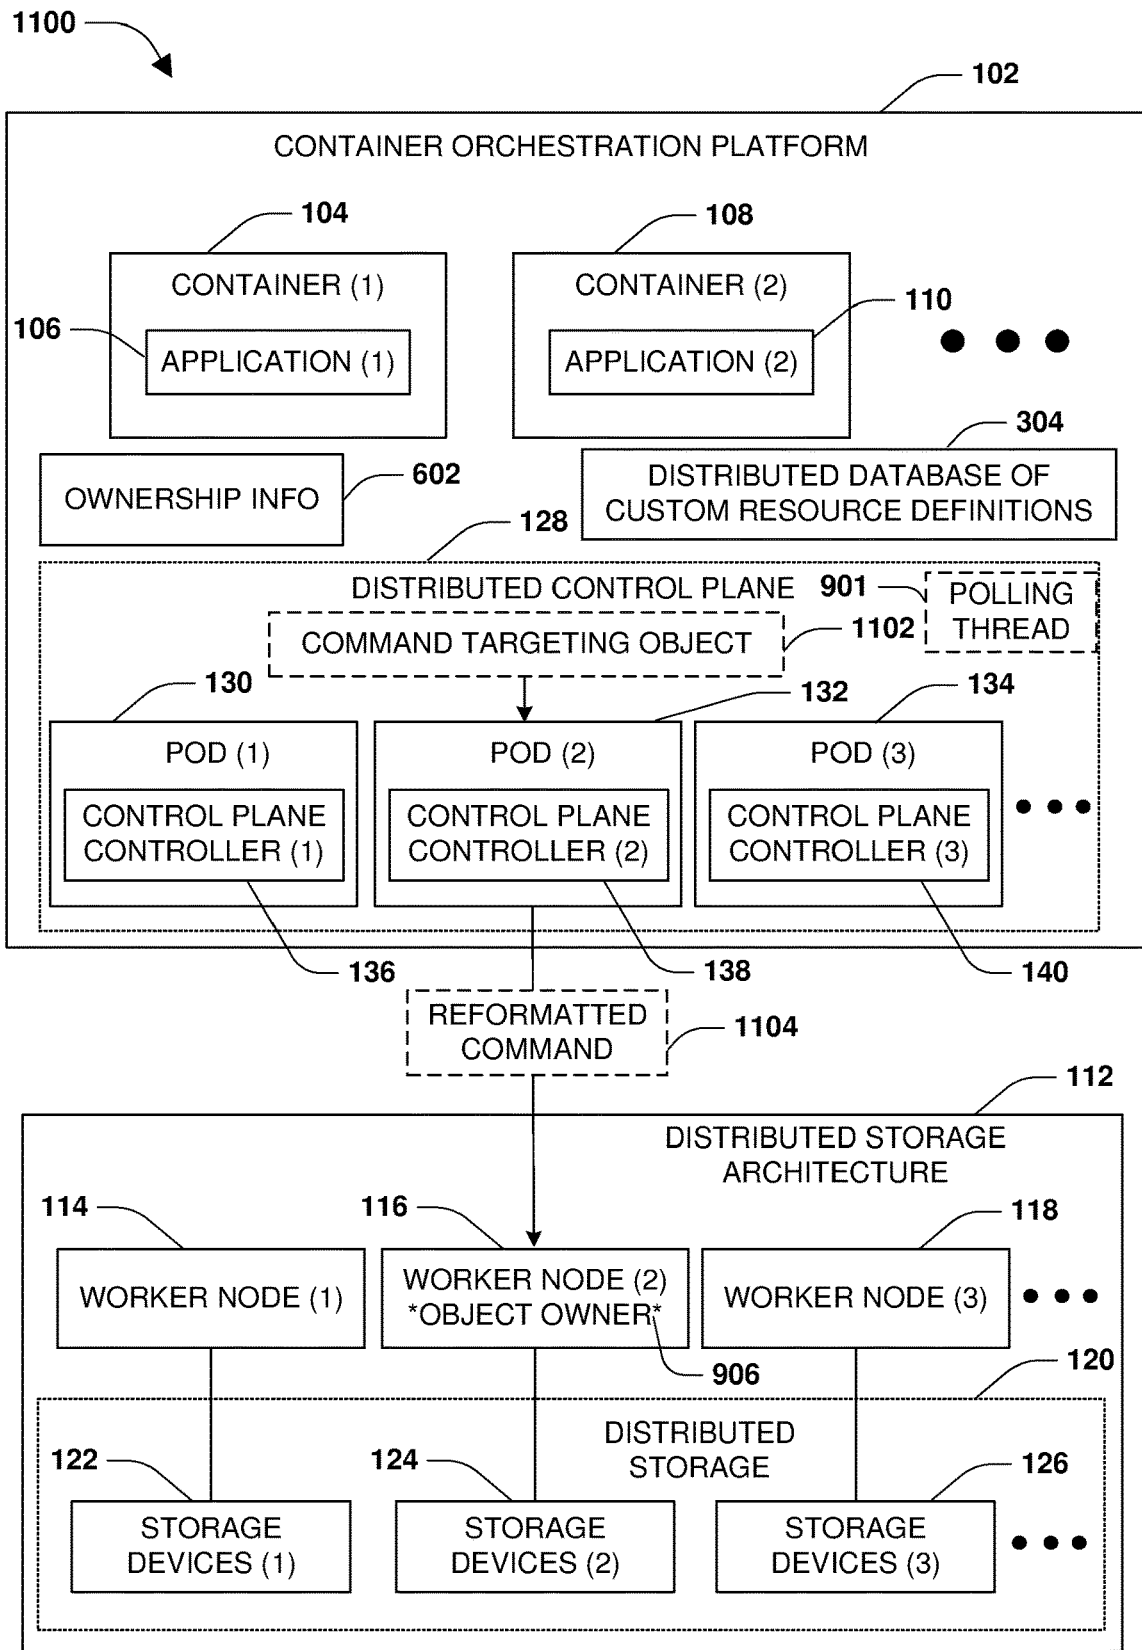 1100
102
CONTAINER ORCHESTRATION PLATFORM
104
108
CONTAINER (1)
CONTAINER (2)
110
106
APPLICATION (1)
APPLICATION (2)
304
602
OWNERSHIP INFO
DISTRIBUTED DATABASE OF
CUSTOM RESOURCE DEFINITIONS
128
DISTRIBUTED CONTROL PLANE
901
POLLING
THREAD
COMMAND TARGETING OBJECT
1102
130
132
134
POD (1)
POD (2)
POD (3)
CONTROL PLANE
CONTROLLER (1)
CONTROL PLANE
CONTROLLER (2)
CONTROL PLANE
CONTROLLER (3)
136
138
140
REFORMATTED
COMMAND
1104
112
DISTRIBUTED STORAGE
ARCHITECTURE
114
116
118
WORKER NODE (1)
WORKER NODE (2)
*OBJECT OWNER*
WORKER NODE (3)
906
120
DISTRIBUTED
STORAGE
122
124
126
STORAGE
DEVICES (1)
STORAGE
DEVICES (2)
STORAGE
DEVICES (3)